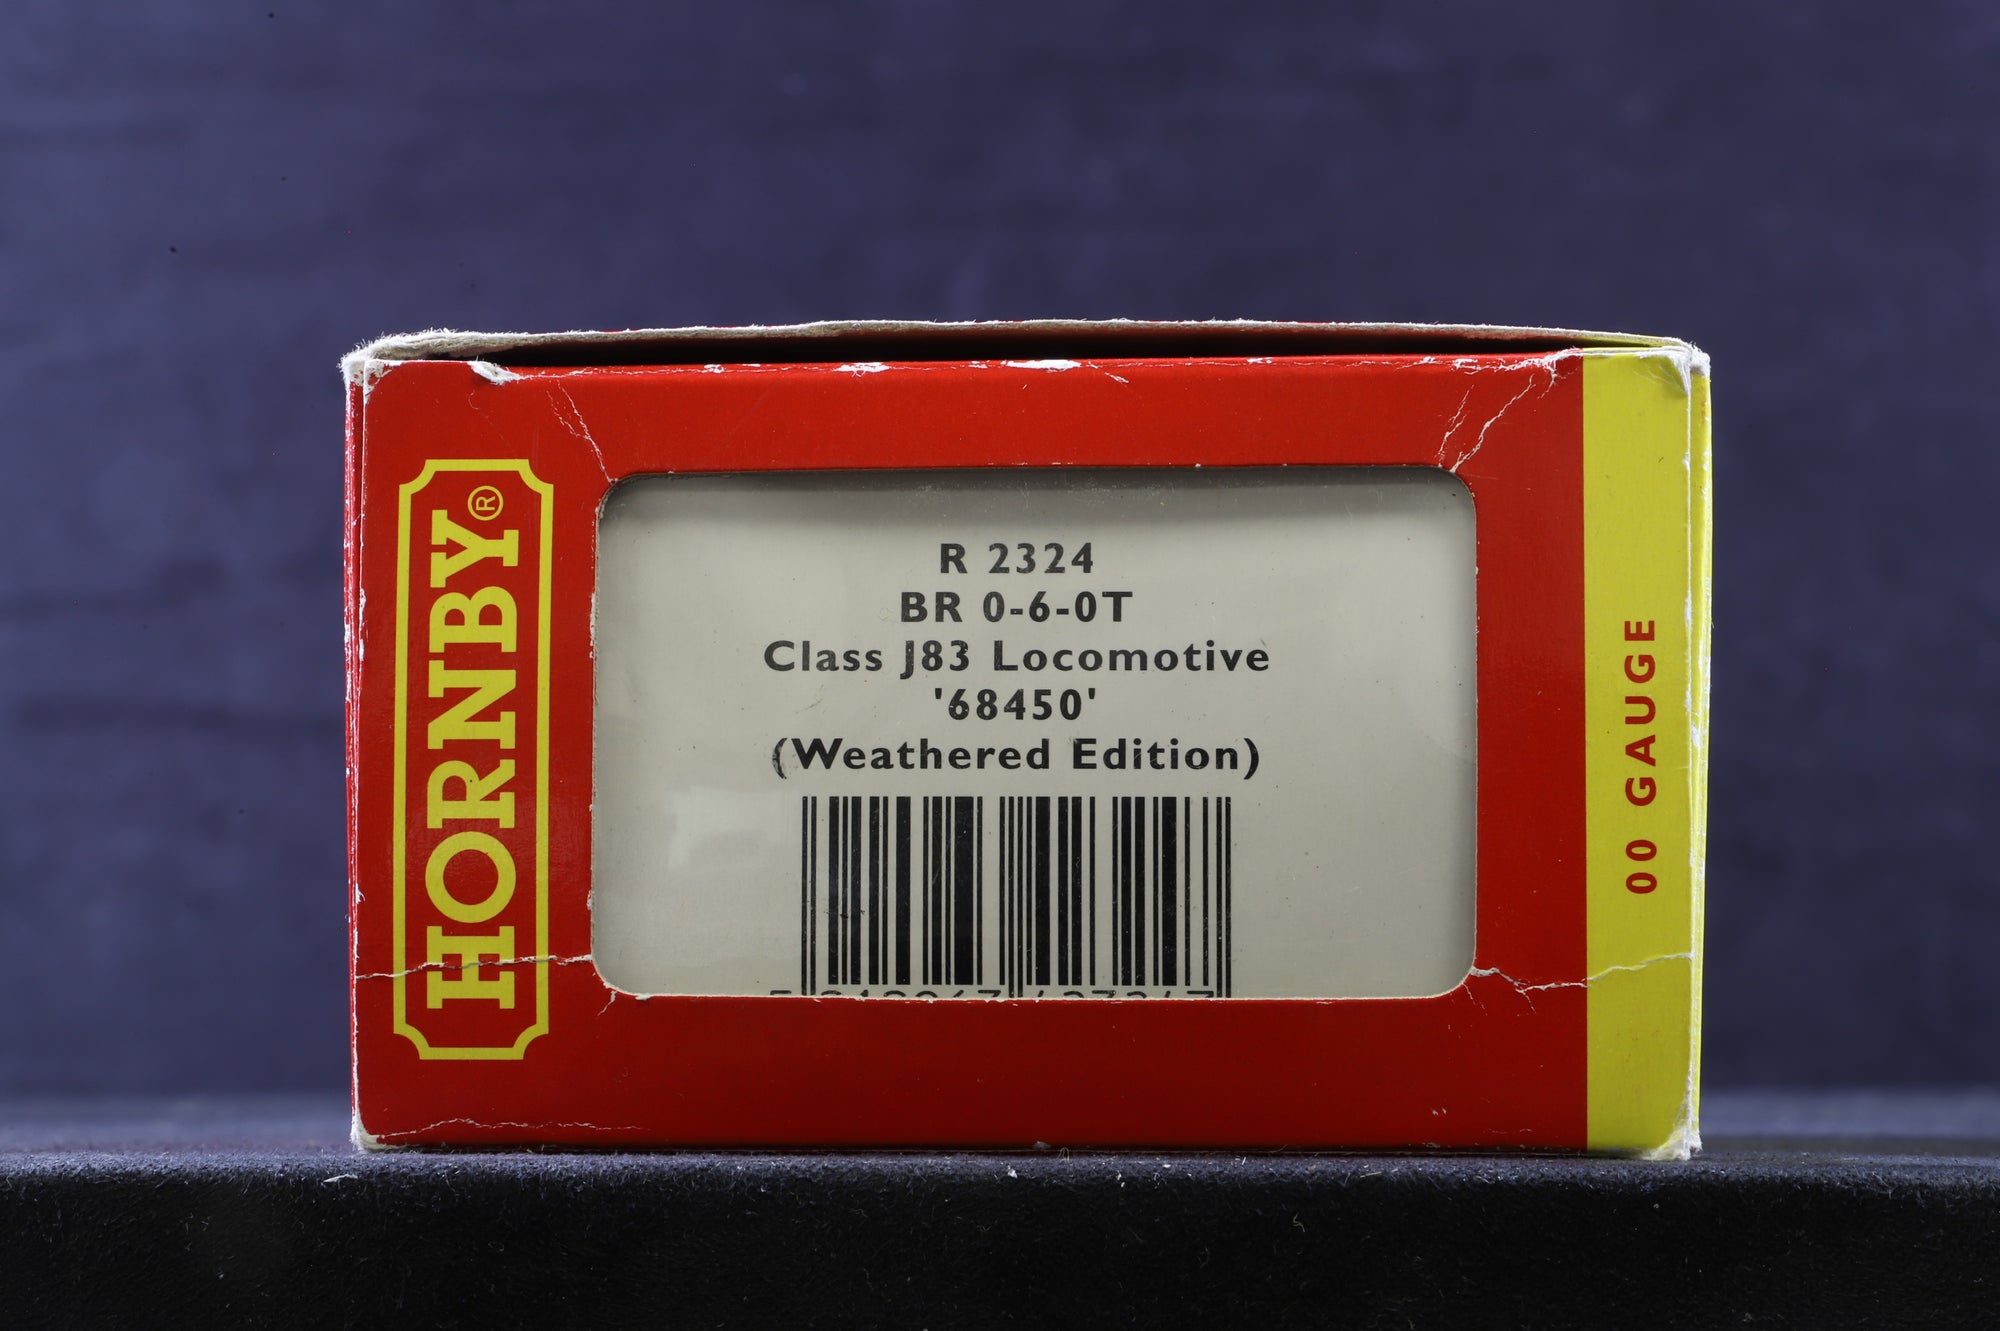 HORNBY®
R 2324
BR 0-6-0T
Class J83 Locomotive
'68450'
(Weathered Edition)
00 GAUGE